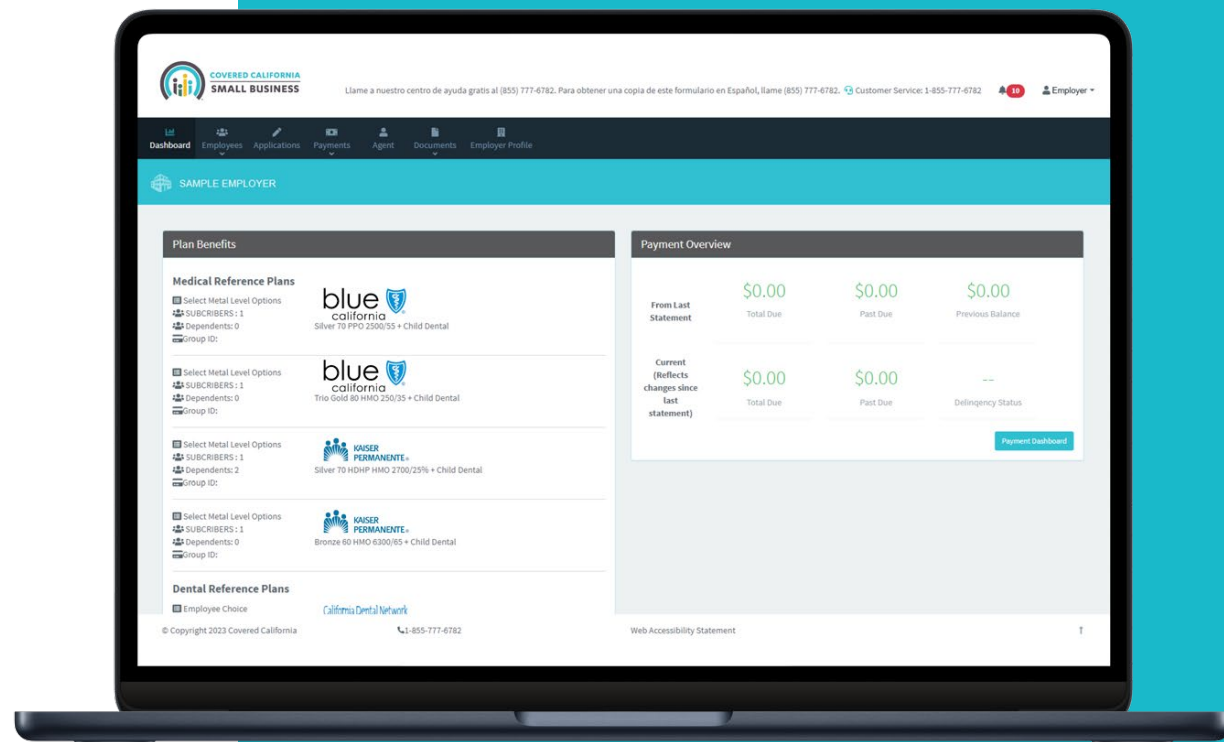 COVERED CALIFORNIA
SMALL BUSINESS
Llame a nuestro centro de ayuda gratis al (855) 777-6782. Para obtener una copia de este formulario en Español, llame (855) 777-6782. Customer Service: 1-855-777-6782
10
Employer
Dashboard Employees Applications Payments Agent Documents Employer Profile
SAMPLE EMPLOYER
Plan Benefits
Medical Reference Plans
Select Metal Level Options
SUBCRIBERS : 1
Dependents: 0
Group ID:
blue
california
Silver 70 PPO 2500/55 + Child Dental
Select Metal Level Options
SUBCRIBERS : 1
Dependents: 0
Group ID:
blue
california
Trio Gold 80 HMO 250/35 + Child Dental
Select Metal Level Options
SUBCRIBERS : 1
Dependents: 2
Group ID:
KAISER
PERMANENTE®
Silver 70 HDHP HMO 2700/25% + Child Dental
Select Metal Level Options
SUBCRIBERS : 1
Dependents: 0
Group ID:
KAISER
PERMANENTE®
Bronze 60 HMO 6300/65 + Child Dental
Dental Reference Plans
Employee Choice
California Dental Network
Payment Overview
From Last
Statement
$0.00 $0.00 $0.00
Total Due Past Due Previous Balance
Current
(Reflects
changes since
last
statement)
$0.00 $0.00 --
Total Due Past Due Delinqency Status
Payment Dashboard
© Copyright 2023 Covered California
1-855-777-6782
Web Accessibility Statement